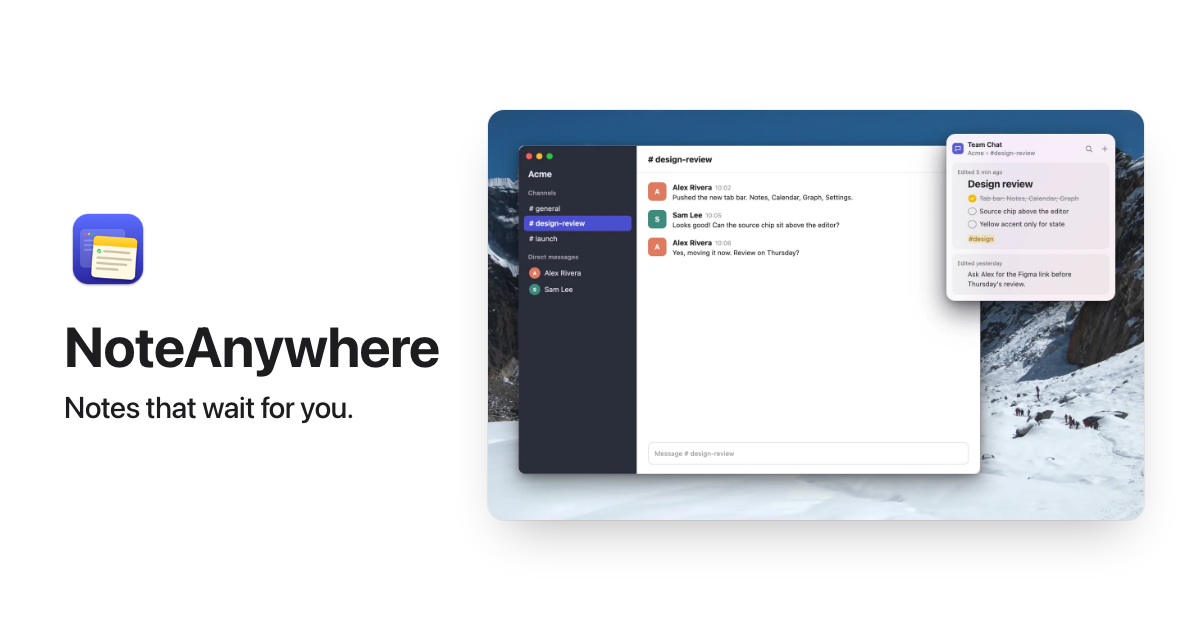 NoteAnywhere
Notes that wait for you.
Acme
Channels
# general
# design-review
# launch
Direct messages
A Alex Rivera
S Sam Lee
# design-review
A
Alex Rivera 10:02
Pushed the new tab bar. Notes, Calendar, Graph, Settings.
S
Sam Lee 10:05
Looks good! Can the source chip sit above the editor?
A
Alex Rivera 10:06
Yes, moving it now. Review on Thursday?
Message # design-review
Team Chat
Acme › #design-review
Edited 3 min ago
Design review
Tab bar: Notes, Calendar, Graph
Source chip above the editor
Yellow accent only for state
#design
Edited yesterday
Ask Alex for the Figma link before
Thursday's review.